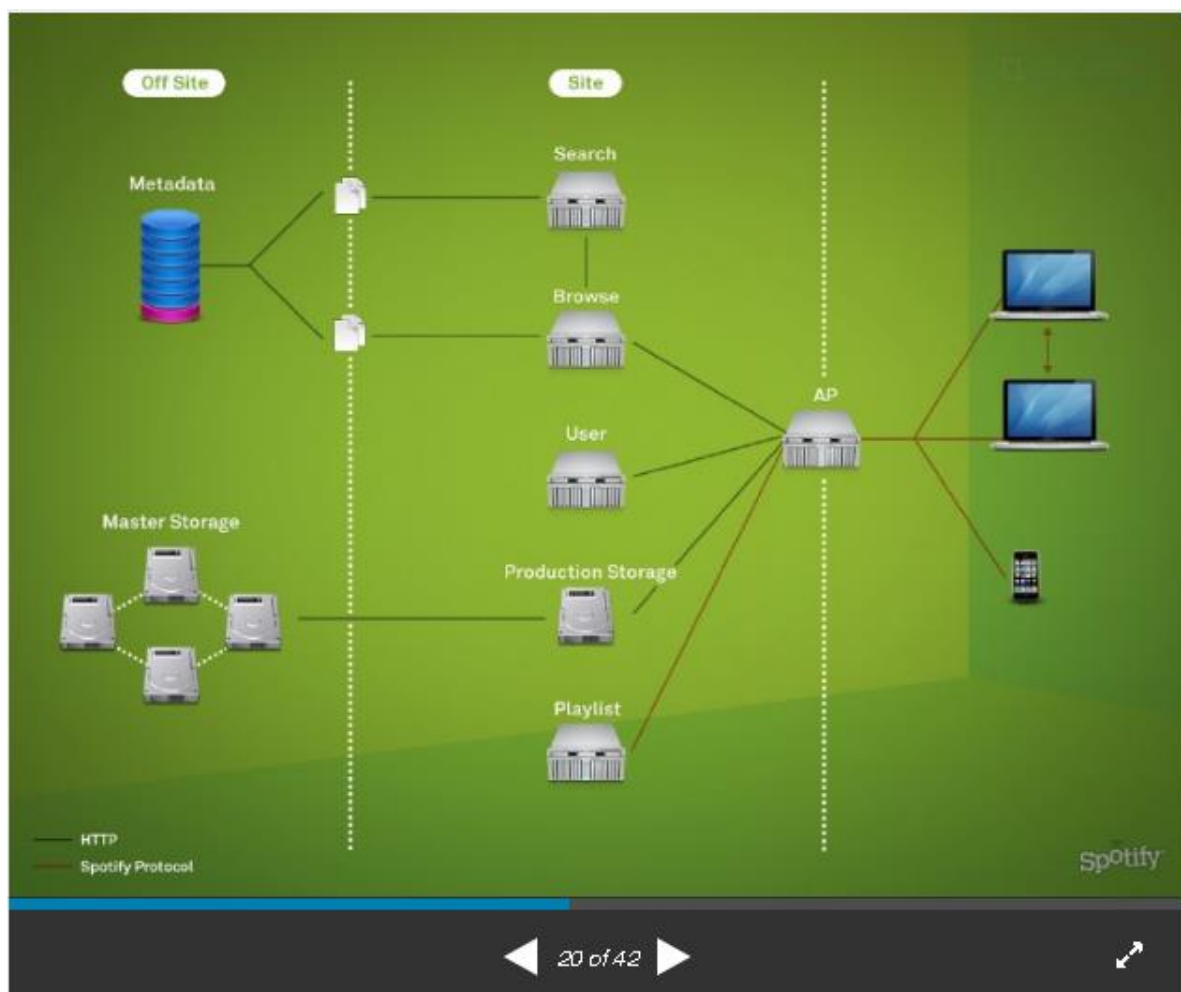 Off Site
Site
Search
Metadata
Browse
AP
User
Master Storage
Production Storage
Playlist
HTTP
Spotify Protocol
Spotify
20 of 42